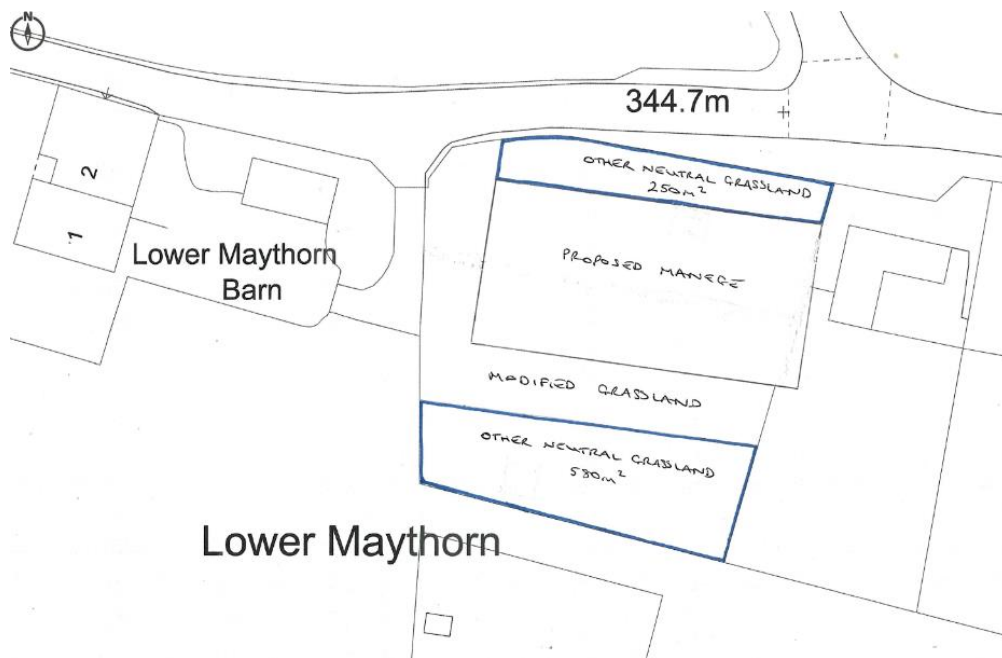 N
344.7m
OTHER NEUTRAL GRASSLAND
250m²
2
1
Lower Maythorn
Barn
PROPOSED MANEGE
MODIFIED GRASSLAND
OTHER NEUTRAL GRASSLAND
580m²
Lower Maythorn